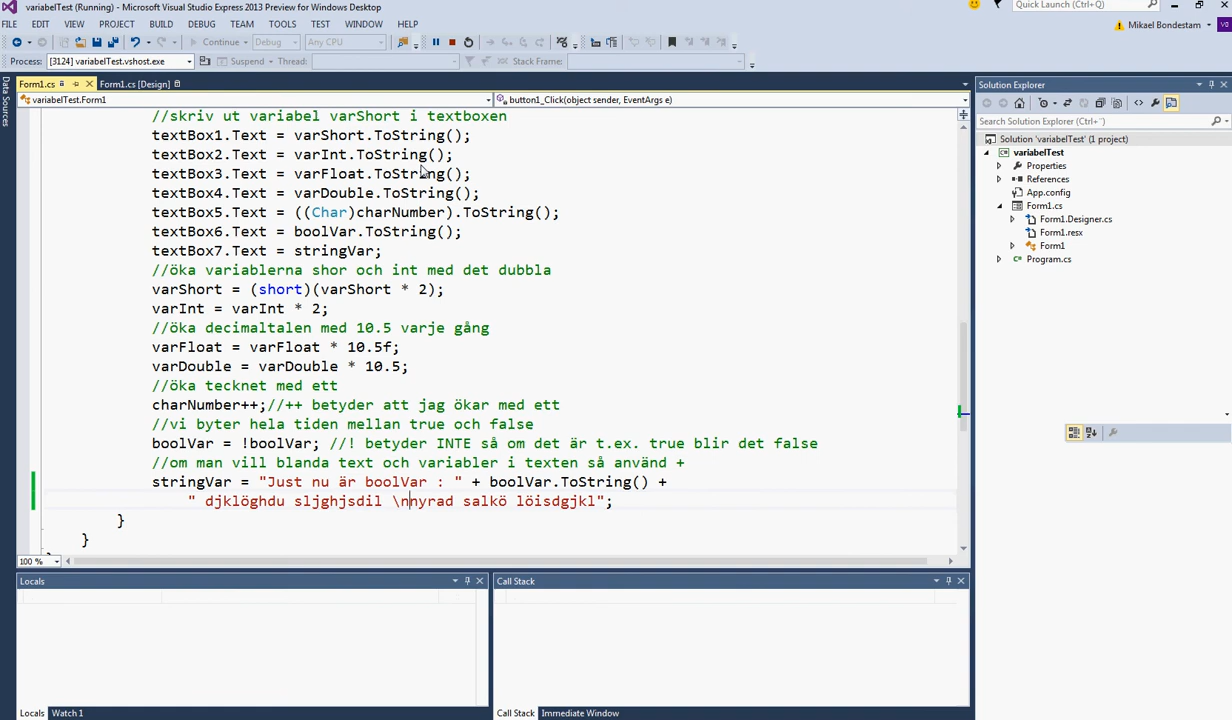 variabelTest (Running) - Microsoft Visual Studio Express 2013 Preview for Windows Desktop
Quick Launch (Ctrl+Q)
FILE EDIT VIEW PROJECT BUILD DEBUG TEAM TOOLS TEST WINDOW HELP
Mikael Bondestam
Continue Debug Any CPU
Process: [3124] variabelTest.vshost.exe Suspend Thread: Stack Frame:
Data Sources
Form1.cs Form1.cs [Design]
variabelTest.Form1 button1_Click(object sender, EventArgs e)
//skriv ut variabel varShort i textboxen
textBox1.Text = varShort.ToString();
textBox2.Text = varInt.ToString();
textBox3.Text = varFloat.ToString();
textBox4.Text = varDouble.ToString();
textBox5.Text = ((Char)charNumber).ToString();
textBox6.Text = boolVar.ToString();
textBox7.Text = stringVar;
//öka variablerna shor och int med det dubbla
varShort = (short)(varShort * 2);
varInt = varInt * 2;
//öka decimaltalen med 10.5 varje gång
varFloat = varFloat * 10.5f;
varDouble = varDouble * 10.5;
//öka tecknet med ett
charNumber++;//++ betyder att jag ökar med ett
//vi byter hela tiden mellan true och false
boolVar = !boolVar; //! betyder INTE så om det är t.ex. true blir det false
//om man vill blanda text och variabler i texten så använd +
stringVar = "Just nu är boolVar : " + boolVar.ToString() +
" djklöghdu sljghjsdil \nnyrad salkö löisdgjkl";
}
}
100 %
Locals
Call Stack
Locals Watch 1
Call Stack Immediate Window
Solution Explorer
Search Solution Explorer (Ctrl+;)
Solution 'variabelTest' (1 project)
variabelTest
Properties
References
App.config
Form1.cs
Form1.Designer.cs
Form1.resx
Form1
Program.cs